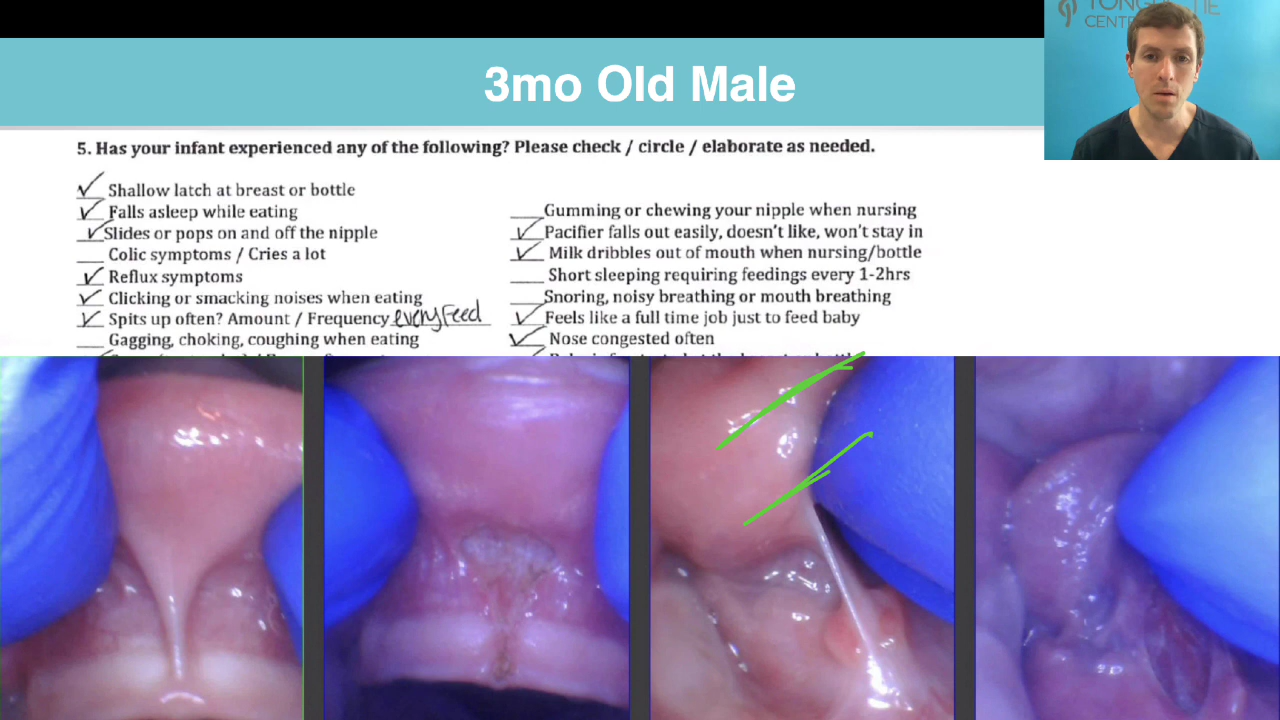 TONGUE TIE
CENTR
3mo Old Male
5. Has your infant experienced any of the following? Please check / circle / elaborate as needed.
Shallow latch at breast or bottle
Falls asleep while eating
Slides or pops on and off the nipple
Colic symptoms / Cries a lot
Reflux symptoms
Clicking or smacking noises when eating
Spits up often? Amount / Frequency every feed
Gagging, choking, coughing when eating
Gumming or chewing your nipple when nursing
Pacifier falls out easily, doesn't like, won't stay in
Milk dribbles out of mouth when nursing/bottle
Short sleeping requiring feedings every 1-2hrs
Snoring, noisy breathing or mouth breathing
Feels like a full time job just to feed baby
Nose congested often